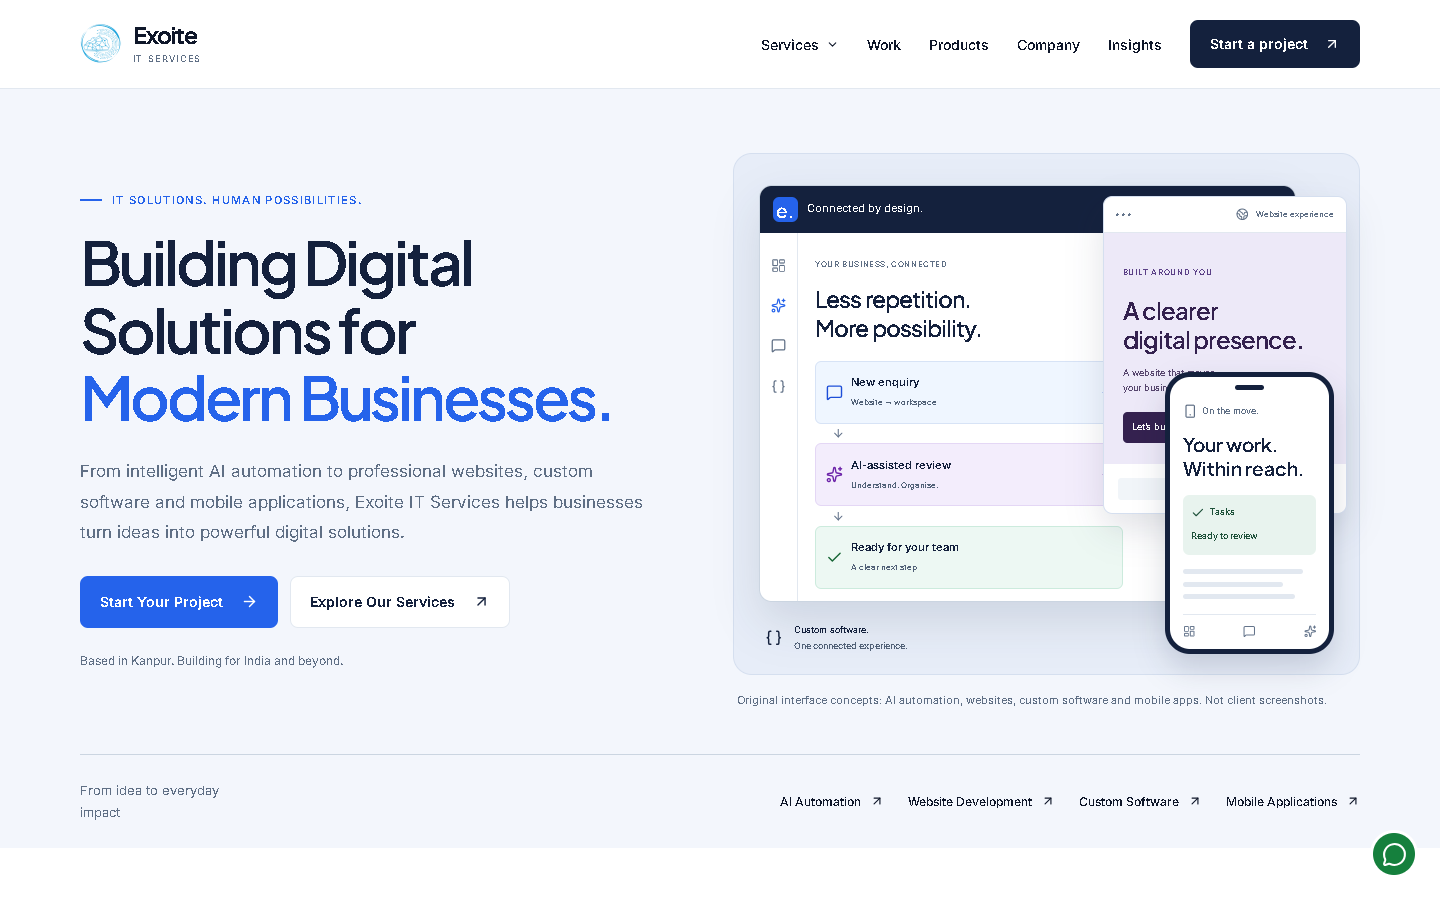 Exoite
IT SERVICES
Services
Work
Products
Company
Insights
Start a project
IT SOLUTIONS. HUMAN POSSIBILITIES.
Building Digital
Solutions for
Modern Businesses.
From intelligent AI automation to professional websites, custom
software and mobile applications, Exoite IT Services helps businesses
turn ideas into powerful digital solutions.
Start Your Project
Explore Our Services
Based in Kanpur. Building for India and beyond.
e.
Connected by design.
YOUR BUSINESS, CONNECTED
Less repetition.
More possibility.
New enquiry
Website → workspace
AI-assisted review
Understand. Organise.
Ready for your team
A clear next step
{ } Custom software.
One connected experience.
Website experience
BUILT AROUND YOU
A clearer
digital presence.
A website that
your
Let's
On the move.
Your work.
Within reach.
Tasks
Ready to review
Original interface concepts: AI automation, websites, custom software and mobile apps. Not client screenshots.
From idea to everyday
impact
AI Automation
Website Development
Custom Software
Mobile Applications